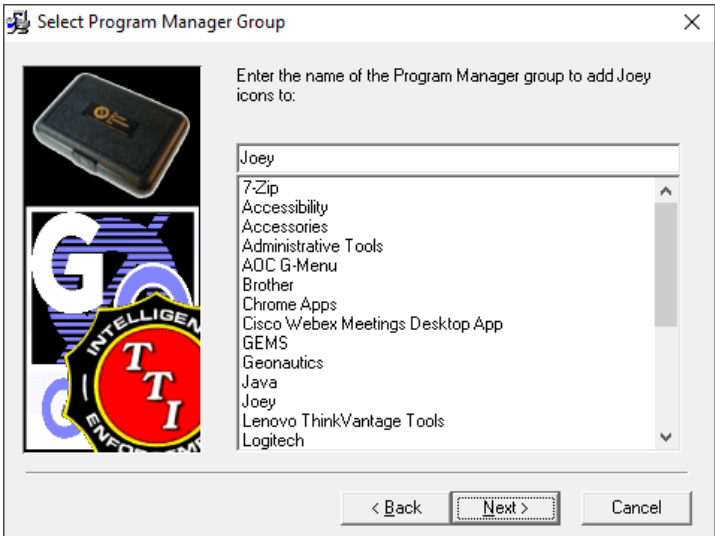 Select Program Manager Group
Enter the name of the Program Manager group to add Joey
icons to:
Joey
7-Zip
Accessibility
Accessories
Administrative Tools
AOC G-Menu
Brother
Chrome Apps
Cisco Webex Meetings Desktop App
GEMS
Geonautics
Java
Joey
Lenovo ThinkVantage Tools
Logitech
G
TTI
< Back
Next >
Cancel